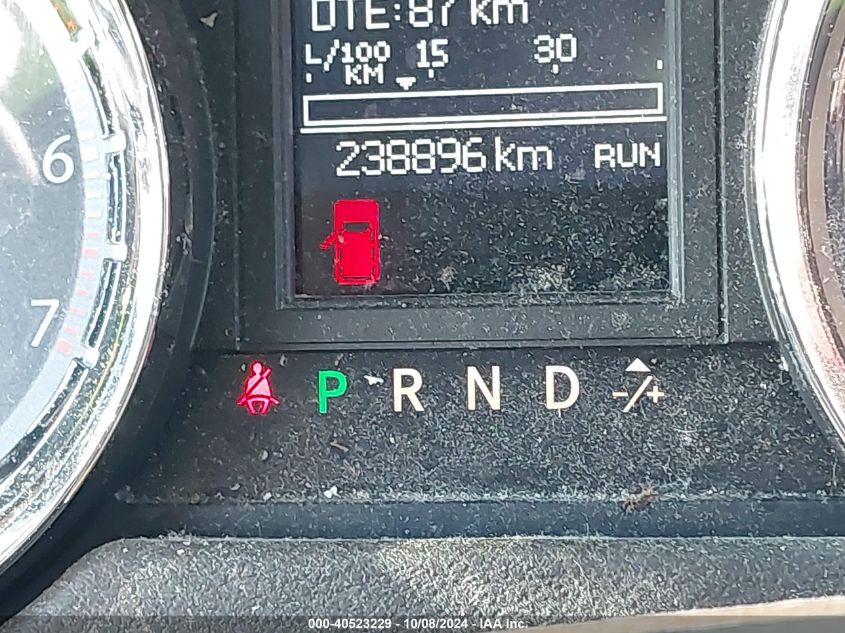 DTE:87 km
L/100 KM 15 30
238896 km RUN
6
7
P R N D -/+
000-40523229 - 10/08/2024 - IAA Inc.